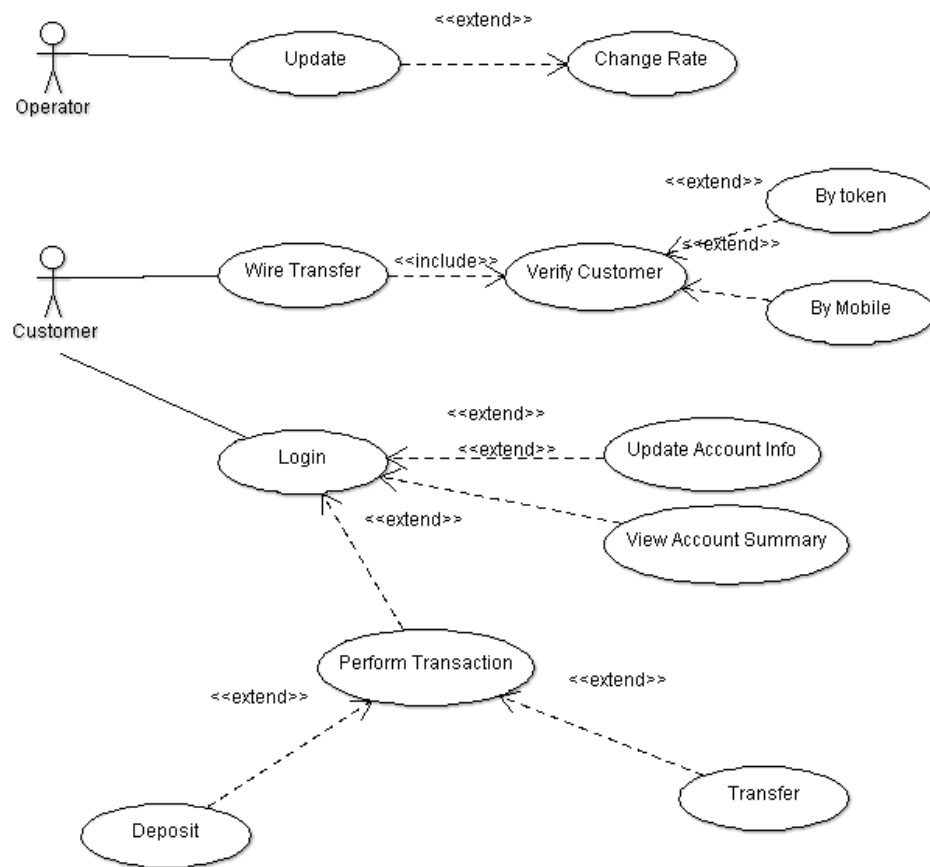 <<extend>>
Update
Change Rate
Operator
<<extend>>
By token
<<extend>>
Wire Transfer
<<include>>
Verify Customer
By Mobile
Customer
<<extend>>
Login
<<extend>>
Update Account Info
<<extend>>
View Account Summary
Perform Transaction
<<extend>>
<<extend>>
Transfer
Deposit